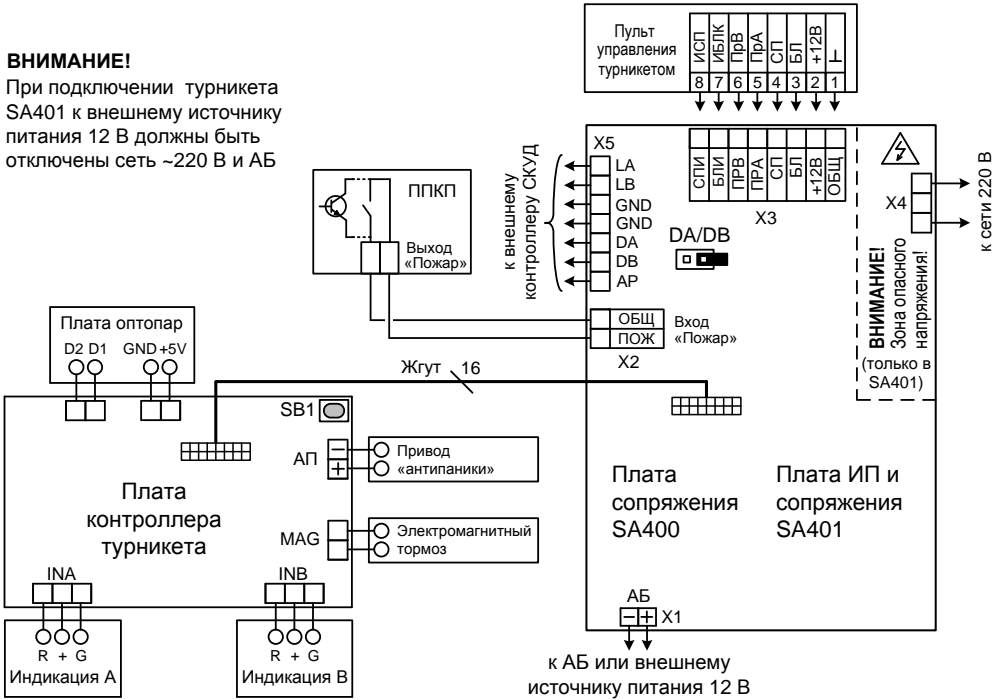 ВНИМАНИЕ!
При подключении турникета
SA401 к внешнему источнику
питания 12 В должны быть
отключены сеть ~220 В и АБ
Пульт
управления
турникетом
ИСП
ИБЛК
ПрВ
ПрА
СП
БЛ
+12В
⊥
8 7 6 5 4 3 2 1
ППКП
Выход
«Пожар»
к внешнему
контроллеру СКУД
X5
LA
LB
GND
GND
DA
DB
AP
СПИ
БЛИ
ПРВ
ПРА
СП
БЛ
+12В
ОБЩ
X3
DA/DB
X4
к сети 220 В
ВНИМАНИЕ!
Зона опасного
напряжения!
(только в
SA401)
ОБЩ
ПОЖ
Вход
«Пожар»
X2
Плата оптопар
D2 D1 GND +5V
Жгут 16
SB1
АП
− +
Привод
«антипаники»
Плата
контроллера
турникета
MAG
Электромагнитный
тормоз
INA
INB
R + G
Индикация А
R + G
Индикация В
Плата
сопряжения
SA400
Плата ИП и
сопряжения
SA401
АБ
− + X1
к АБ или внешнему
источнику питания 12 В